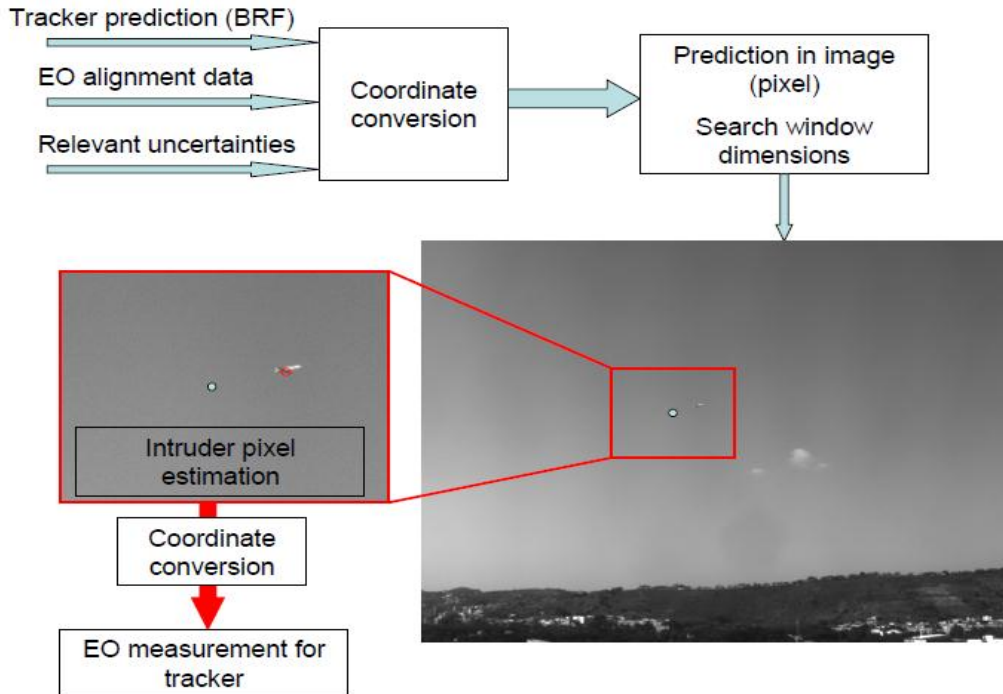 Tracker prediction (BRF)
EO alignment data
Relevant uncertainties
Coordinate
conversion
Prediction in image
(pixel)
Search window
dimensions
Intruder pixel
estimation
Coordinate
conversion
EO measurement for
tracker